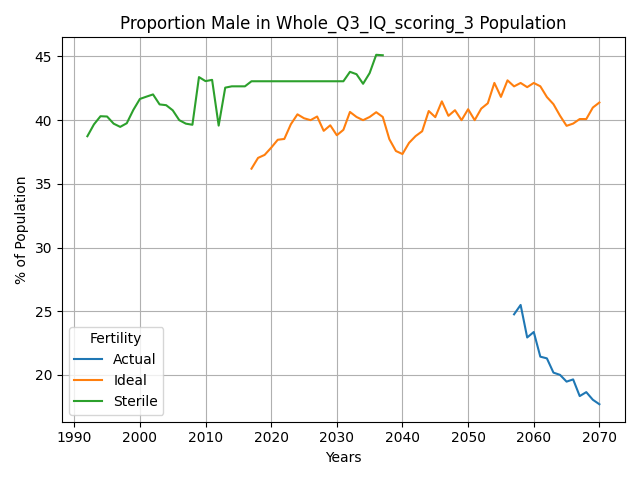 Proportion Male in Whole_Q3_IQ_scoring_3 Population
% of Population
45
40
35
30
25
20
Fertility
Actual
Ideal
Sterile
1990 2000 2010 2020 2030 2040 2050 2060 2070
Years